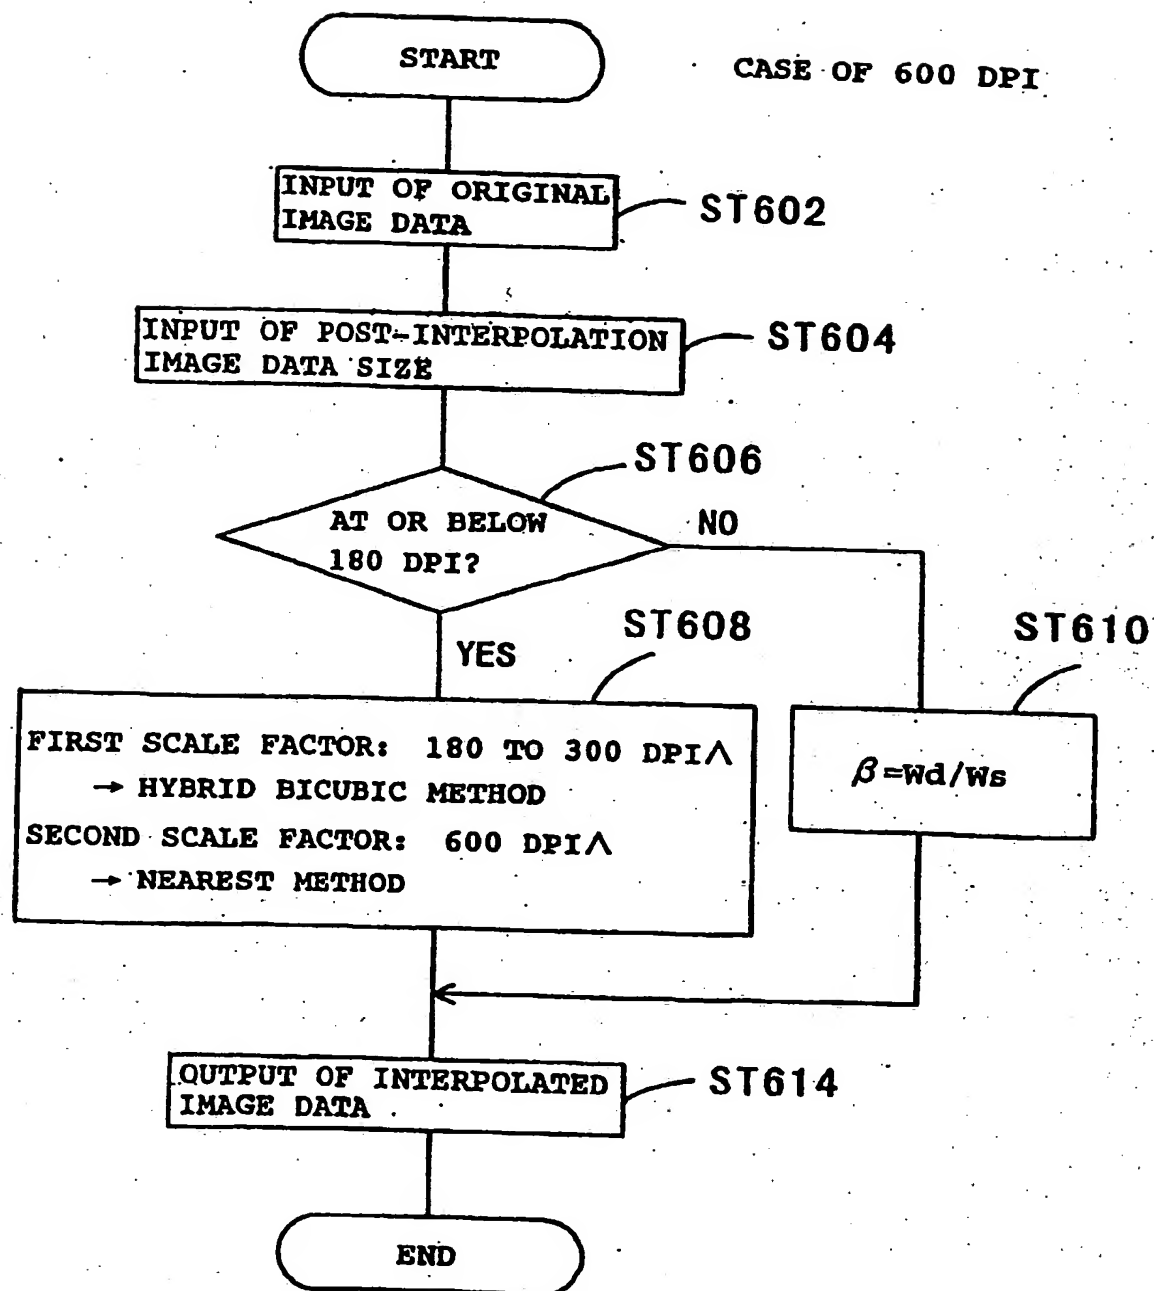 START
CASE OF 600 DPI
INPUT OF ORIGINAL
IMAGE DATA
ST602
INPUT OF POST-INTERPOLATION
IMAGE DATA SIZE
ST604
ST606
AT OR BELOW
180 DPI?
NO
YES
ST608
ST610
FIRST SCALE FACTOR: 180 TO 300 DPI∧
→ HYBRID BICUBIC METHOD
SECOND SCALE FACTOR: 600 DPI∧
→ NEAREST METHOD
β=Wd/Ws
OUTPUT OF INTERPOLATED
IMAGE DATA
ST614
END